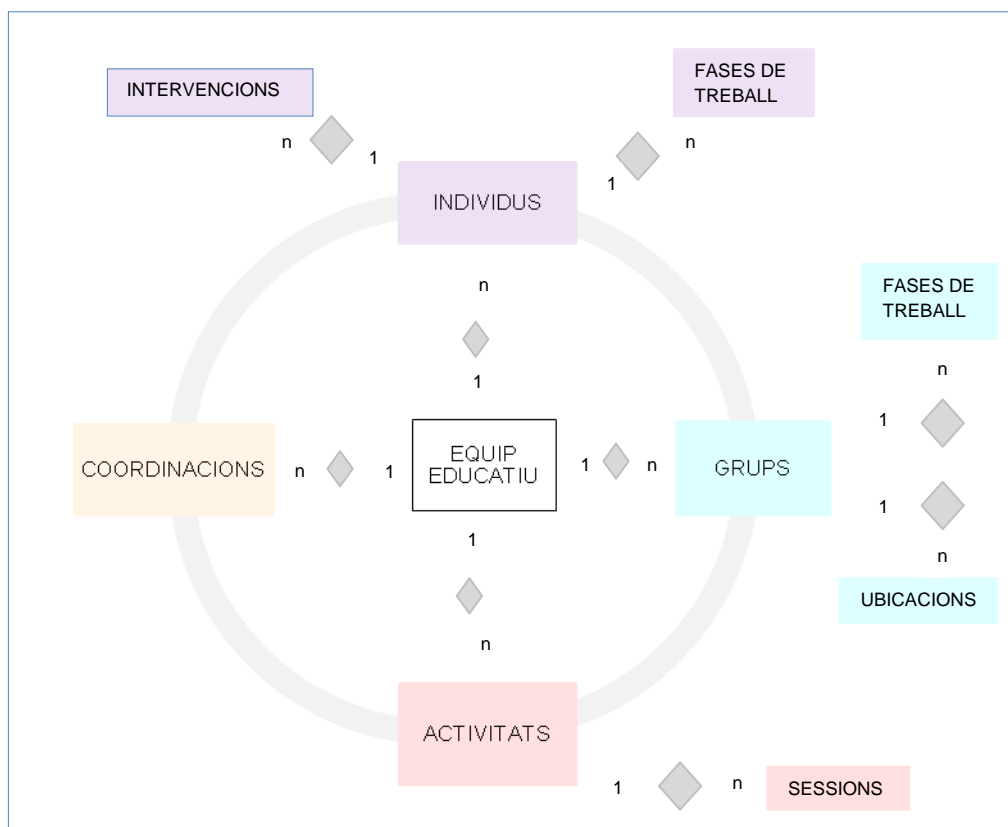 INTERVENCIONS
FASES DE
TREBALL
n
1
1
n
INDIVIDUS
n
1
FASES DE
TREBALL
n
1
COORDINACIONS
n
1
EQUIP
EDUCATIU
1
n
GRUPS
1
n
UBICACIONS
1
n
ACTIVITATS
1
n
SESSIONS